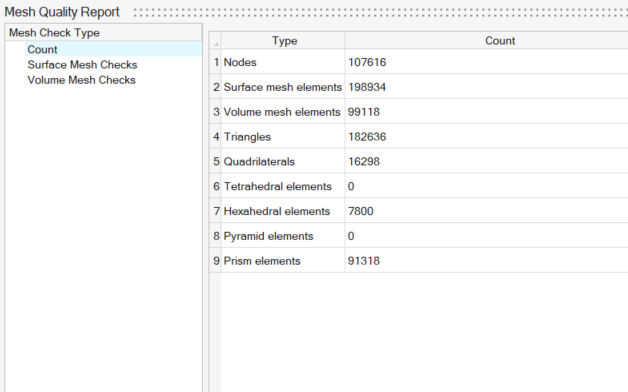 Mesh Quality Report
Mesh Check Type
Count
Surface Mesh Checks
Volume Mesh Checks
Type Count
1 Nodes 107616
2 Surface mesh elements 198934
3 Volume mesh elements 99118
4 Triangles 182636
5 Quadrilaterals 16298
6 Tetrahedral elements 0
7 Hexahedral elements 7800
8 Pyramid elements 0
9 Prism elements 91318